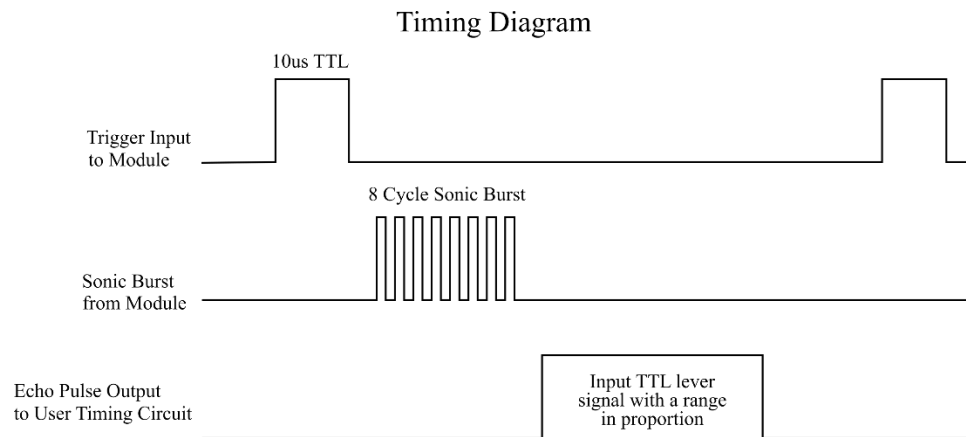 Timing Diagram
10us TTL
Trigger Input
to Module
8 Cycle Sonic Burst
Sonic Burst
from Module
Echo Pulse Output
to User Timing Circuit
Input TTL lever
signal with a range
in proportion